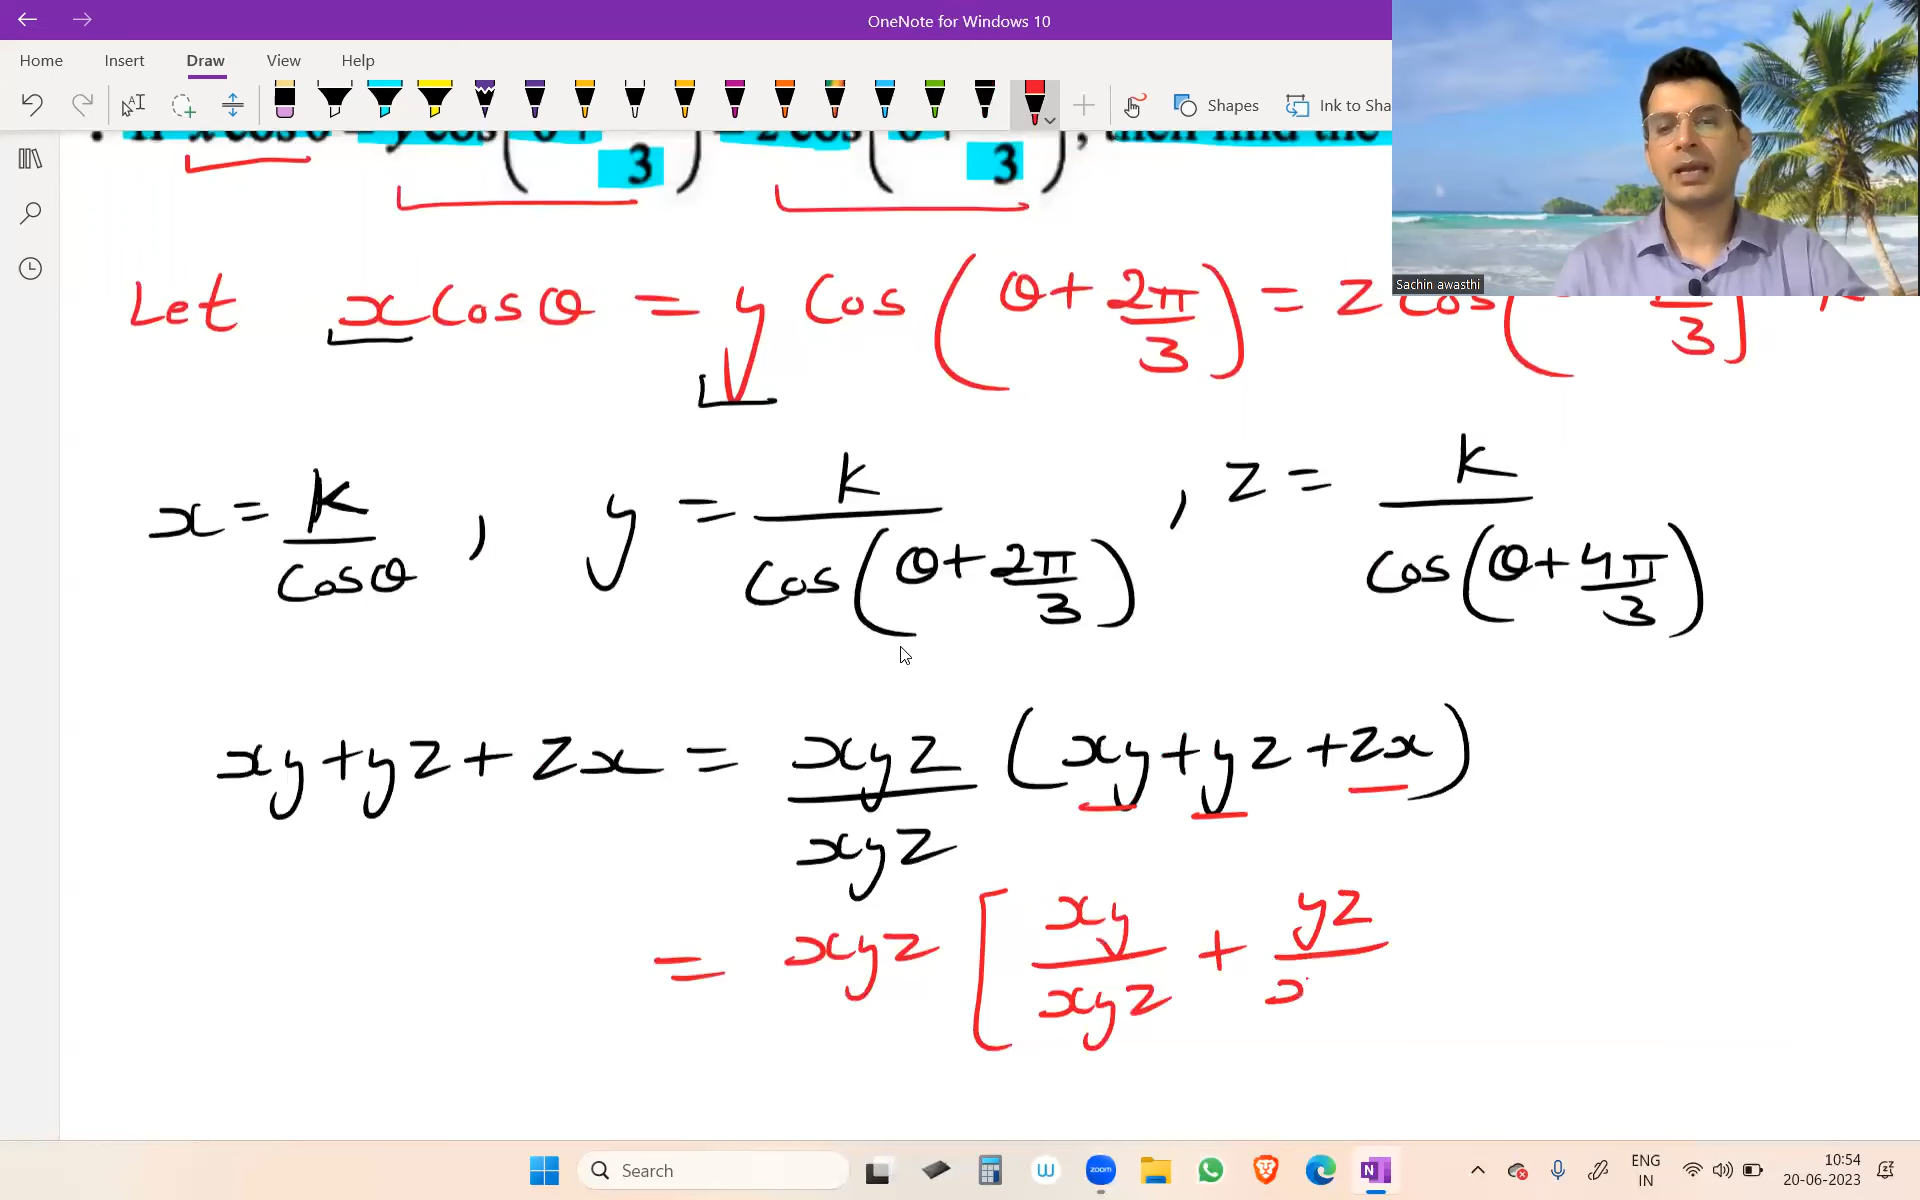 OneNote for Windows 10
Home Insert Draw View Help
Shapes Ink to Sha
3 3
Sachin awasthi
Let x cos θ = y cos (θ + 2π/3) = z cos
3
x = k/cos θ , y = k/cos(θ + 2π/3) , z = k/cos(θ + 4π/3)
xy + yz + zx = xyz/xyz (xy + yz + zx)
= xyz [ xy/xyz + yz/x
Search
zoom
ENG
IN
10:54
20-06-2023